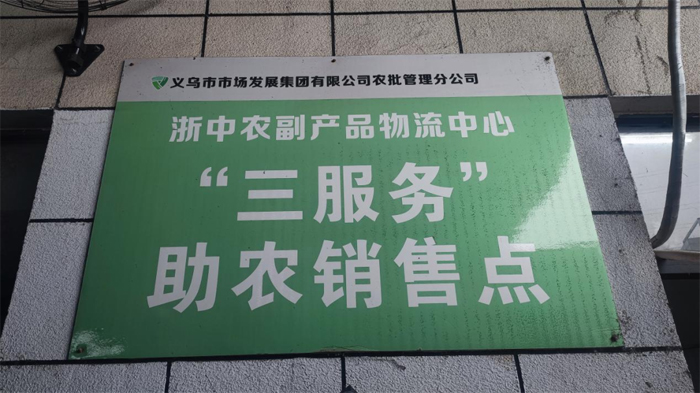 义乌市市场发展集团有限公司农批管理分公司
浙中农副产品物流中心
“三服务”
助农销售点